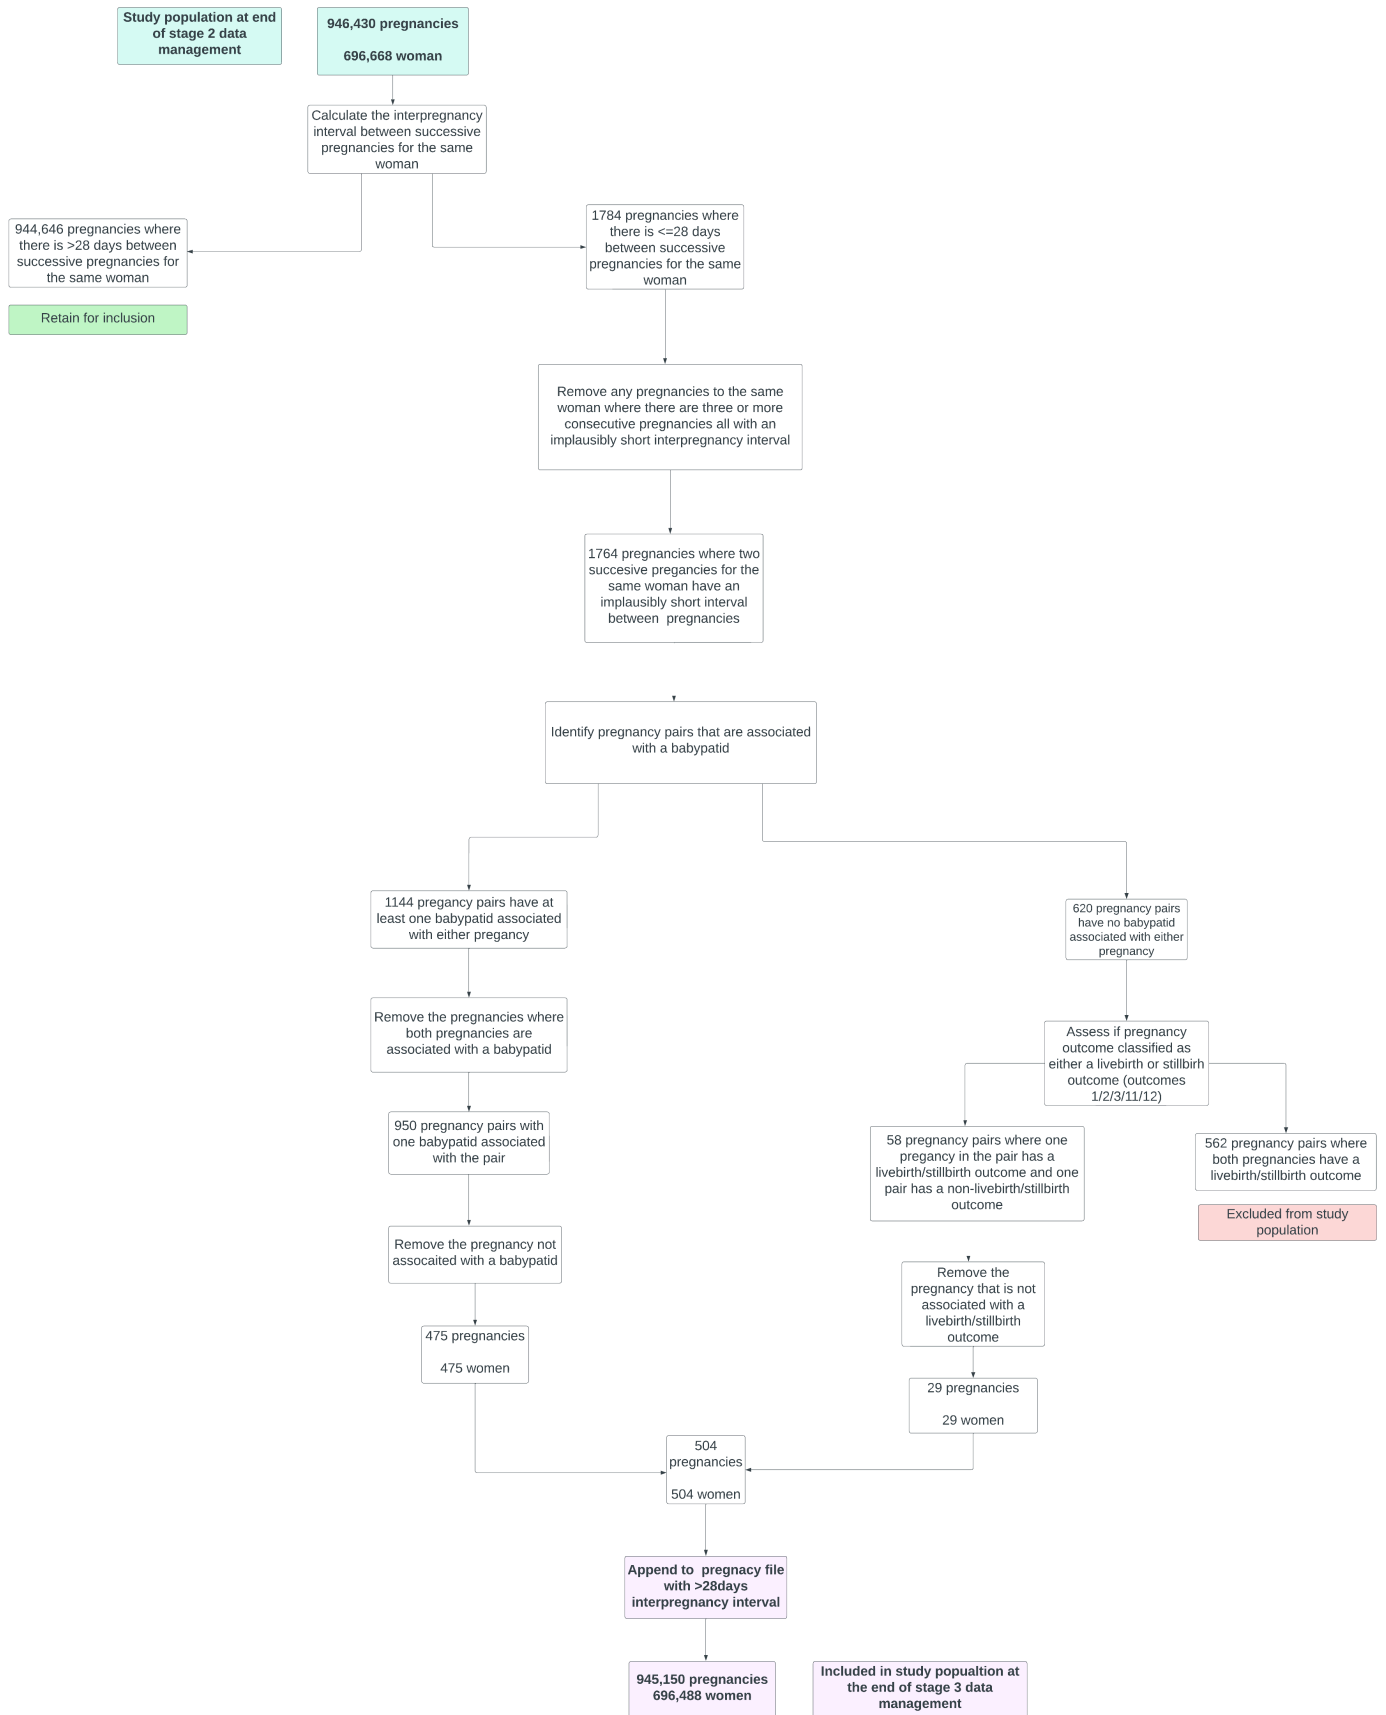 Study population at end
of stage 2 data
management
946,430 pregnancies
696,668 woman
Calculate the interpregnancy
interval between successive
pregnancies for the same
woman
944,646 pregnancies where
there is >28 days between
successive pregnancies for
the same woman
Retain for inclusion
1784 pregnancies where
there is <=28 days
between successive
pregnancies for the same
woman
Remove any pregnancies to the same
woman where there are three or more
consecutive pregnancies all with an
implausibly short interpregnancy interval
1764 pregnancies where two
succesive pregancies for the
same woman have an
implausibly short interval
between pregnancies
Identify pregnancy pairs that are associated
with a babypatid
1144 pregancy pairs have at
least one babypatid associated
with either pregancy
Remove the pregnancies where
both pregnancies are
associated with a babypatid
950 pregnancy pairs with
one babypatid associated
with the pair
Remove the pregnancy not
assocaited with a babypatid
475 pregnancies
475 women
620 pregnancy pairs
have no babypatid
associated with either
pregnancy
Assess if pregnancy
outcome classified as
either a livebirth or stillbirh
outcome (outcomes
1/2/3/11/12)
58 pregnancy pairs where one
pregancy in the pair has a
livebirth/stillbirth outcome and one
pair has a non-livebirth/stillbirth
outcome
562 pregnancy pairs where
both pregnancies have a
livebirth/stillbirth outcome
Excluded from study
population
Remove the
pregnancy that is not
associated with a
livebirth/stillbirth
outcome
29 pregnancies
29 women
504
pregnancies
504 women
Append to pregnacy file
with >28days
interpregnancy interval
945,150 pregnancies
696,488 women
Included in study popualtion at
the end of stage 3 data
management